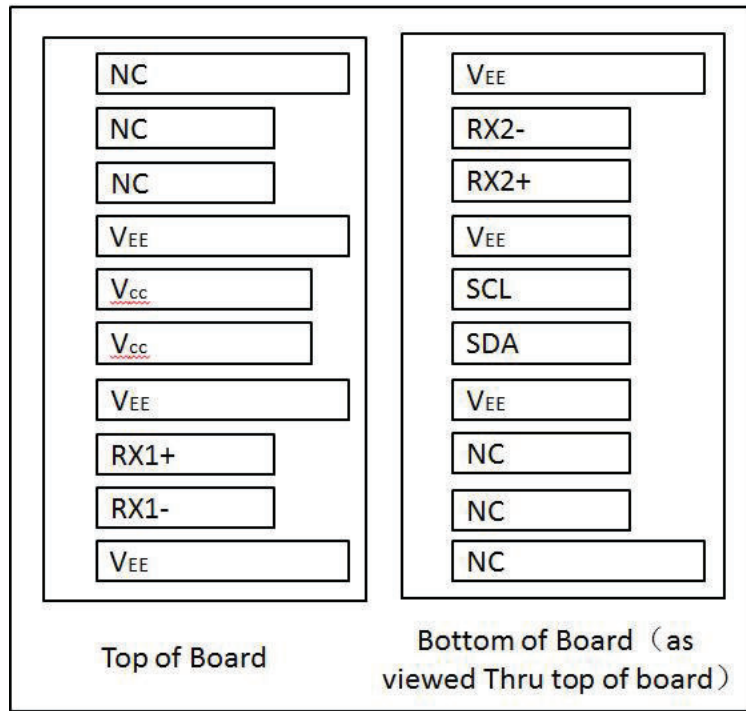 NC
NC
NC
VEE
Vcc
Vcc
VEE
RX1+
RX1-
VEE
Top of Board
VEE
RX2-
RX2+
VEE
SCL
SDA
VEE
NC
NC
NC
Bottom of Board（as
viewed Thru top of board）